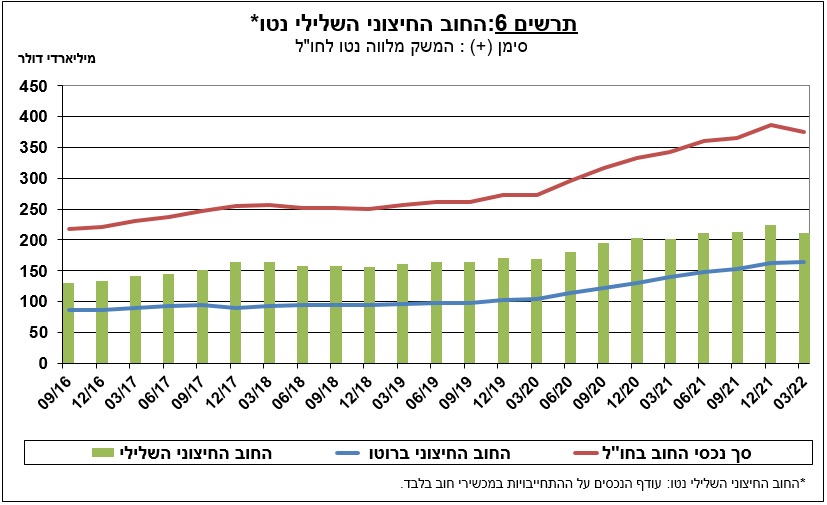 תרשים 6:החוב החיצוני השלילי נטו*
סימן (+) : המשק מלווה נטו לחו"ל
מיליארדי דולר
450
400
350
300
250
200
150
100
50
0
09/16 12/16 03/17 06/17 09/17 12/17 03/18 06/18 09/18 12/18 03/19 06/19 09/19 12/19 03/20 06/20 09/20 12/20 03/21 06/21 09/21 12/21 03/22
סך נכסי החוב בחו"ל החוב החיצוני ברוטו החוב החיצוני השלילי
*החוב החיצוני השלילי נטו: עודף הנכסים על ההתחייבויות במכשירי חוב בלבד.